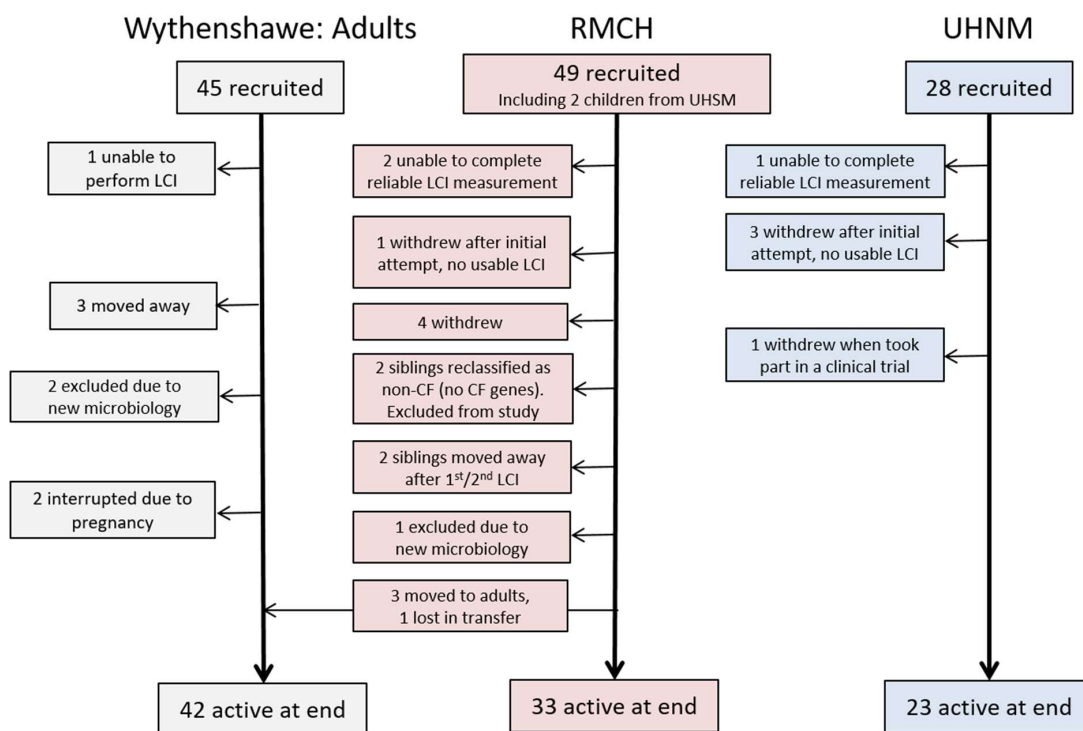 Wythenshawe: Adults
45 recruited
1 unable to
perform LCI
3 moved away
2 excluded due to
new microbiology
2 interrupted due to
pregnancy
42 active at end
RMCH
49 recruited
Including 2 children from UHSM
2 unable to complete
reliable LCI measurement
1 withdrew after initial
attempt, no usable LCI
4 withdrew
2 siblings reclassified as
non-CF (no CF genes).
Excluded from study
2 siblings moved away
after 1st/2nd LCI
1 excluded due to
new microbiology
3 moved to adults,
1 lost in transfer
33 active at end
UHNM
28 recruited
1 unable to complete
reliable LCI measurement
3 withdrew after initial
attempt, no usable LCI
1 withdrew when took
part in a clinical trial
23 active at end